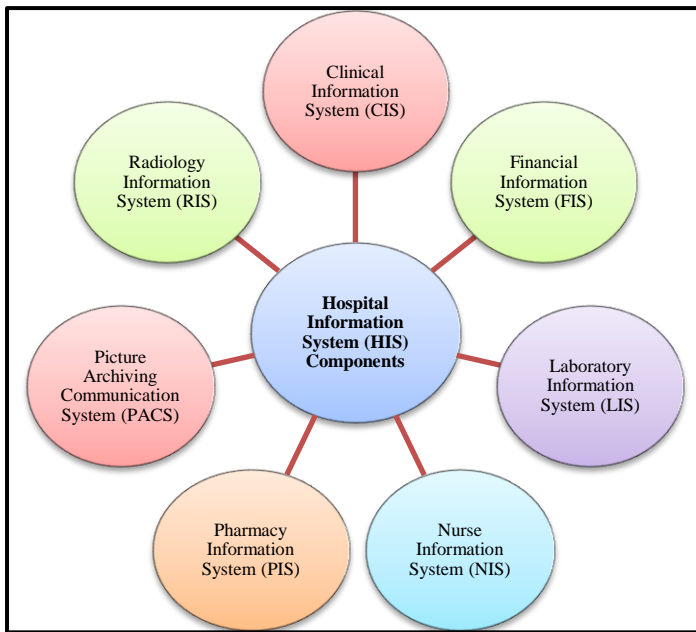 Clinical
Information
System (CIS)
Radiology
Information
System (RIS)
Financial
Information
System (FIS)
Hospital
Information
System (HIS)
Components
Picture
Archiving
Communication
System (PACS)
Laboratory
Information
System (LIS)
Pharmacy
Information
System (PIS)
Nurse
Information
System (NIS)